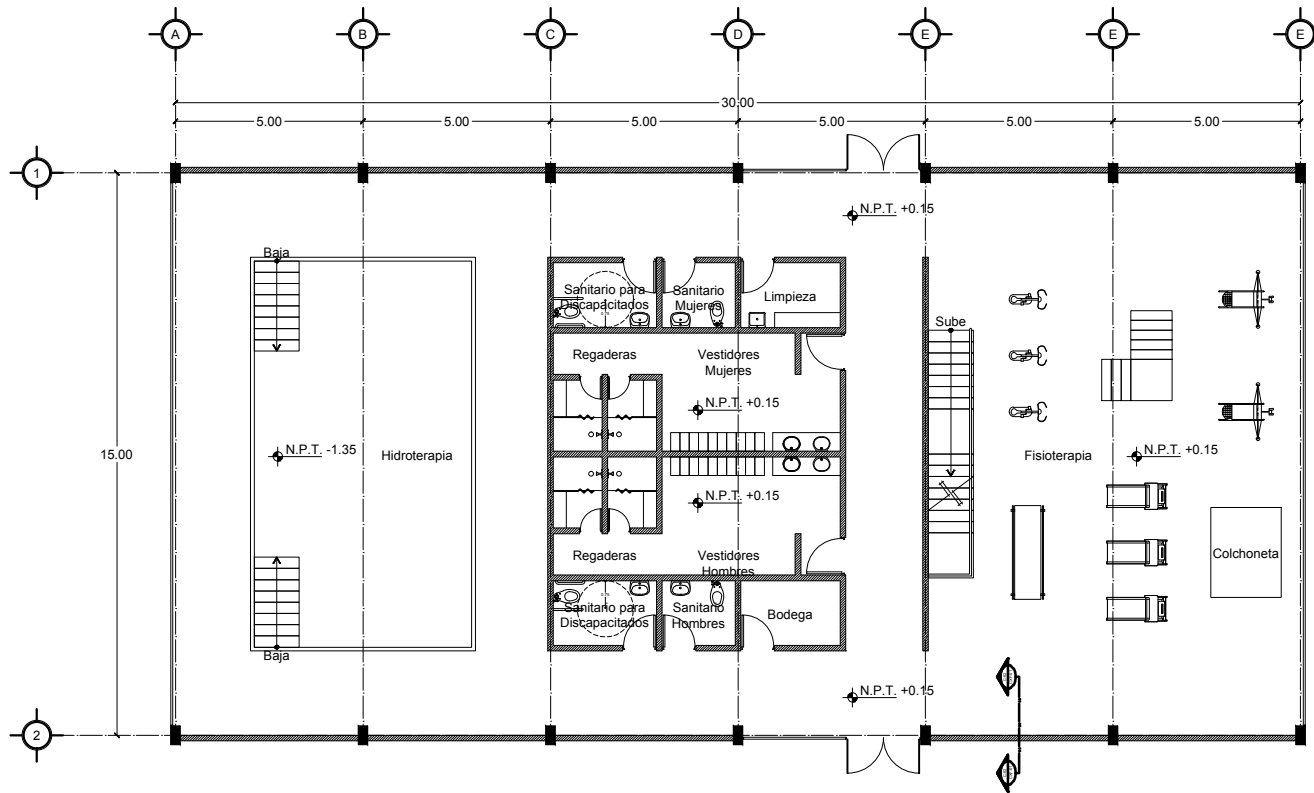 A B C D E E E
30.00
5.00 5.00 5.00 5.00 5.00 5.00
1
N.P.T. +0.15
Baja
Sanitario para
Discapacitados
Sanitario
Mujeres
Limpieza
Sube
Regaderas
Vestidores
Mujeres
N.P.T. +0.15
15.00
N.P.T. -1.35
Hidroterapia
Fisioterapia
N.P.T. +0.15
N.P.T. +0.15
Regaderas
Vestidores
Hombres
Colchoneta
Sanitario para
Discapacitados
Sanitario
Hombres
Bodega
Baja
N.P.T. +0.15
2